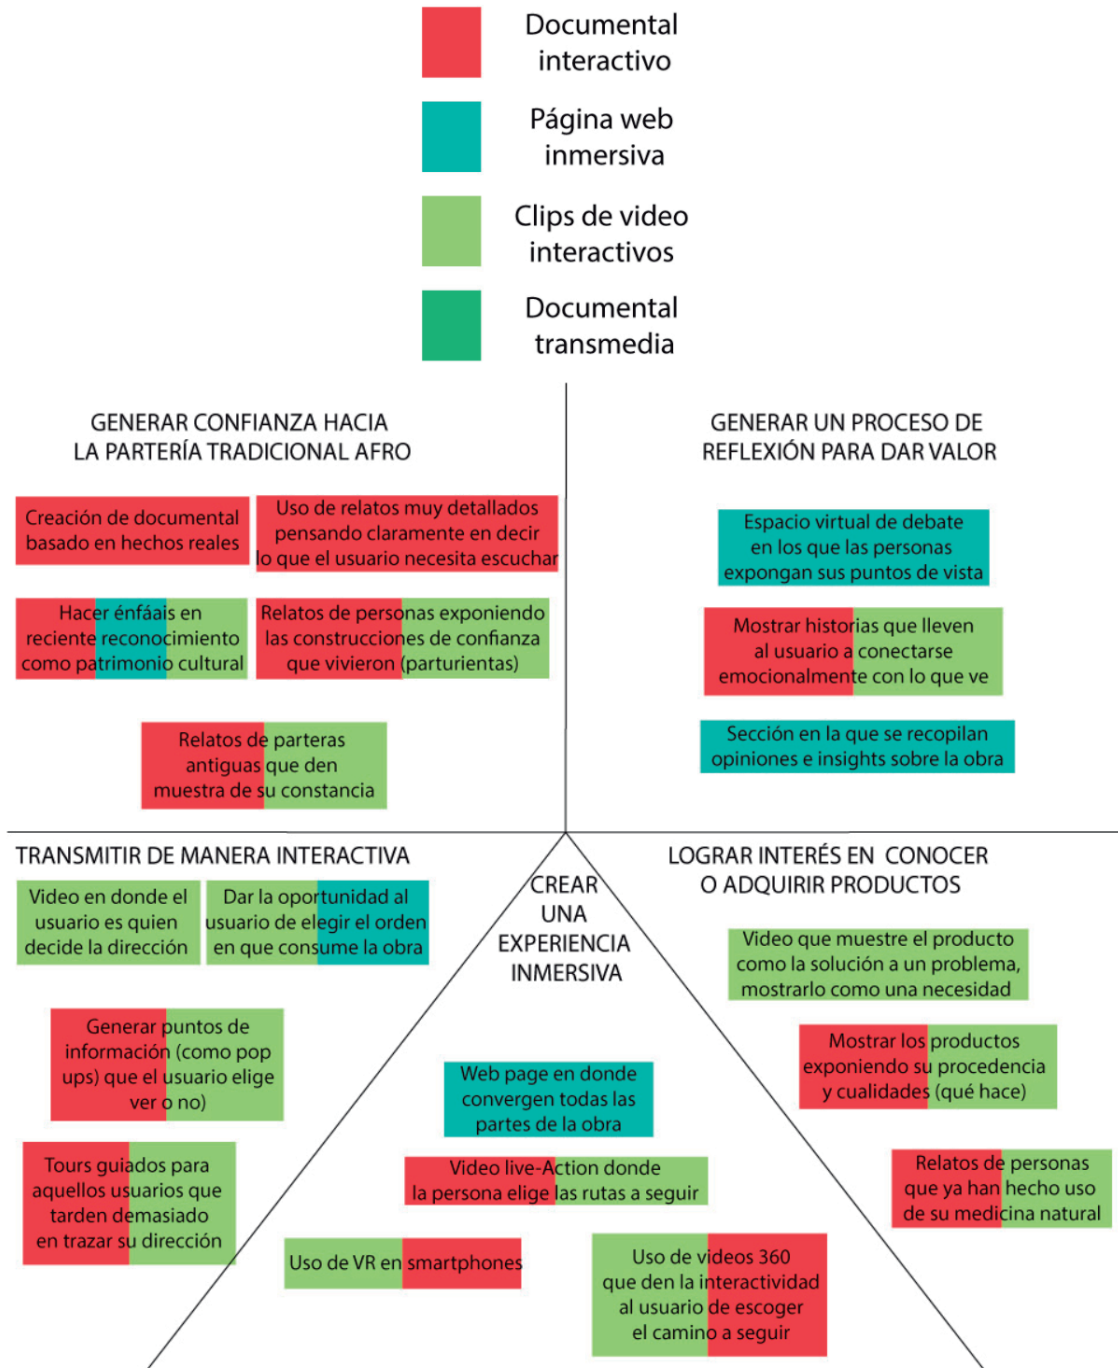 Documental
interactivo
Página web
inmersiva
Clips de video
interactivos
Documental
transmedia
GENERAR CONFIANZA HACIA
LA PARTERÍA TRADICIONAL AFRO
Creación de documental
basado en hechos reales
Uso de relatos muy detallados
pensando claramente en decir
lo que el usuario necesita escuchar
Hacer énfáais en
reciente reconocimiento
como patrimonio cultural
Relatos de personas exponiendo
las construcciones de confianza
que vivieron (parturientas)
Relatos de parteras
antiguas que den
muestra de su constancia
GENERAR UN PROCESO DE
REFLEXIÓN PARA DAR VALOR
Espacio virtual de debate
en los que las personas
expongan sus puntos de vista
Mostrar historias que lleven
al usuario a conectarse
emocionalmente con lo que ve
Sección en la que se recopilan
opiniones e insights sobre la obra
TRANSMITIR DE MANERA INTERACTIVA
Video en donde el
usuario es quien
decide la dirección
Dar la oportunidad al
usuario de elegir el orden
en que consume la obra
Generar puntos de
información (como pop
ups) que el usuario elige
ver o no)
Tours guiados para
aquellos usuarios que
tarden demasiado
en trazar su dirección
CREAR
UNA
EXPERIENCIA
INMERSIVA
Web page en donde
convergen todas las
partes de la obra
Video live-Action donde
la persona elige las rutas a seguir
Uso de VR en smartphones
Uso de videos 360
que den la interactividad
al usuario de escoger
el camino a seguir
LOGRAR INTERÉS EN CONOCER
O ADQUIRIR PRODUCTOS
Video que muestre el producto
como la solución a un problema,
mostrarlo como una necesidad
Mostrar los productos
exponiendo su procedencia
y cualidades (qué hace)
Relatos de personas
que ya han hecho uso
de su medicina natural